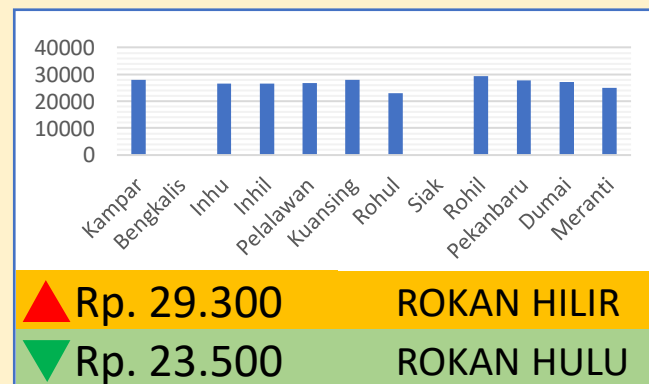 40000
30000
20000
10000
0
Kampar
Bengkalis
Inhu
Inhil
Pelalawan
Kuansing
Rohul
Siak
Rohil
Pekanbaru
Dumai
Meranti
Rp. 29.300 ROKAN HILIR
Rp. 23.500 ROKAN HULU